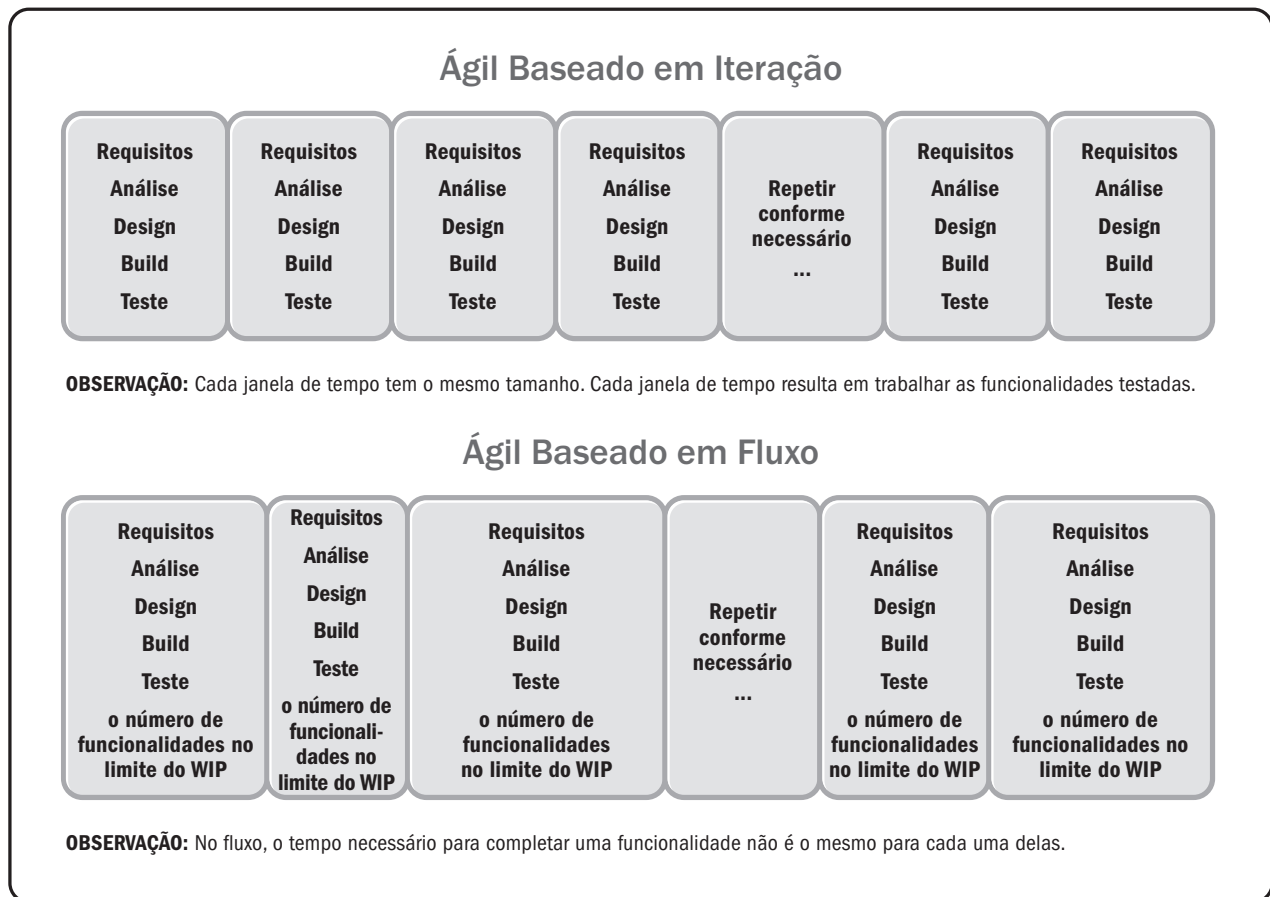 Ágil Baseado em Iteração
Requisitos
Análise
Design
Build
Teste
Requisitos
Análise
Design
Build
Teste
Requisitos
Análise
Design
Build
Teste
Requisitos
Análise
Design
Build
Teste
Repetir
conforme
necessário
...
Requisitos
Análise
Design
Build
Teste
Requisitos
Análise
Design
Build
Teste
OBSERVAÇÃO: Cada janela de tempo tem o mesmo tamanho. Cada janela de tempo resulta em trabalhar as funcionalidades testadas.
Ágil Baseado em Fluxo
Requisitos
Análise
Design
Build
Teste
o número de
funcionalidades no
limite do WIP
Requisitos
Análise
Design
Build
Teste
o número de
funcionali-
dades no
limite do WIP
Requisitos
Análise
Design
Build
Teste
o número de
funcionalidades
no limite do WIP
Repetir
conforme
necessário
...
Requisitos
Análise
Design
Build
Teste
o número de
funcionalidades
no limite do WIP
Requisitos
Análise
Design
Build
Teste
o número de
funcionalidades no
limite do WIP
OBSERVAÇÃO: No fluxo, o tempo necessário para completar uma funcionalidade não é o mesmo para cada uma delas.